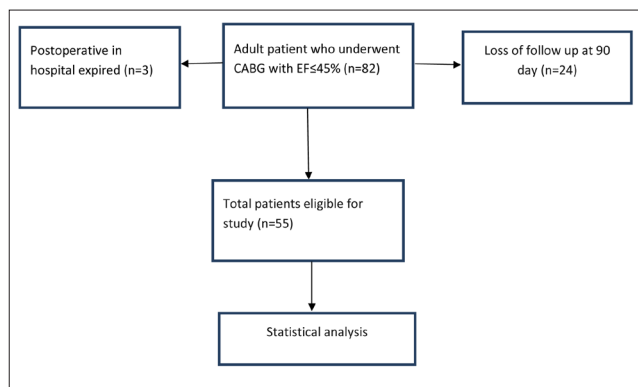 Postoperative in
hospital expired (n=3)
Adult patient who underwent
CABG with EF≤45% (n=82)
Loss of follow up at 90
day (n=24)
Total patients eligible for
study (n=55)
Statistical analysis